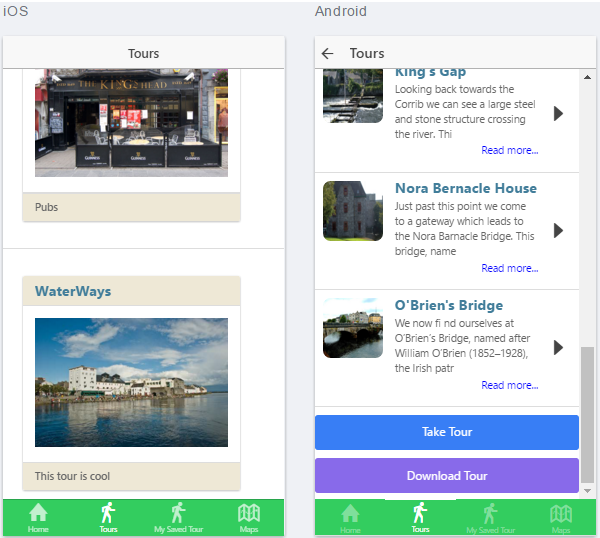 iOS
Android
Tours
THE KING'S HEAD
GUINNESS
GUINNESS
Pubs
WaterWays
This tour is cool
Home
Tours
My Saved Tour
Maps
Tours
King's Gap
Looking back towards the
Corrib we can see a large steel
and stone structure crossing
the river. Thi
Read more...
Nora Bernacle House
Just past this point we come
to a gateway which leads to
the Nora Barnacle Bridge. This
bridge, name
Read more...
O'Brien's Bridge
We now fi nd ourselves at
O'Brien's Bridge, named after
William O'Brien (1852–1928),
the Irish patr
Read more...
Take Tour
Download Tour
Home
Tours
My Saved Tour
Maps